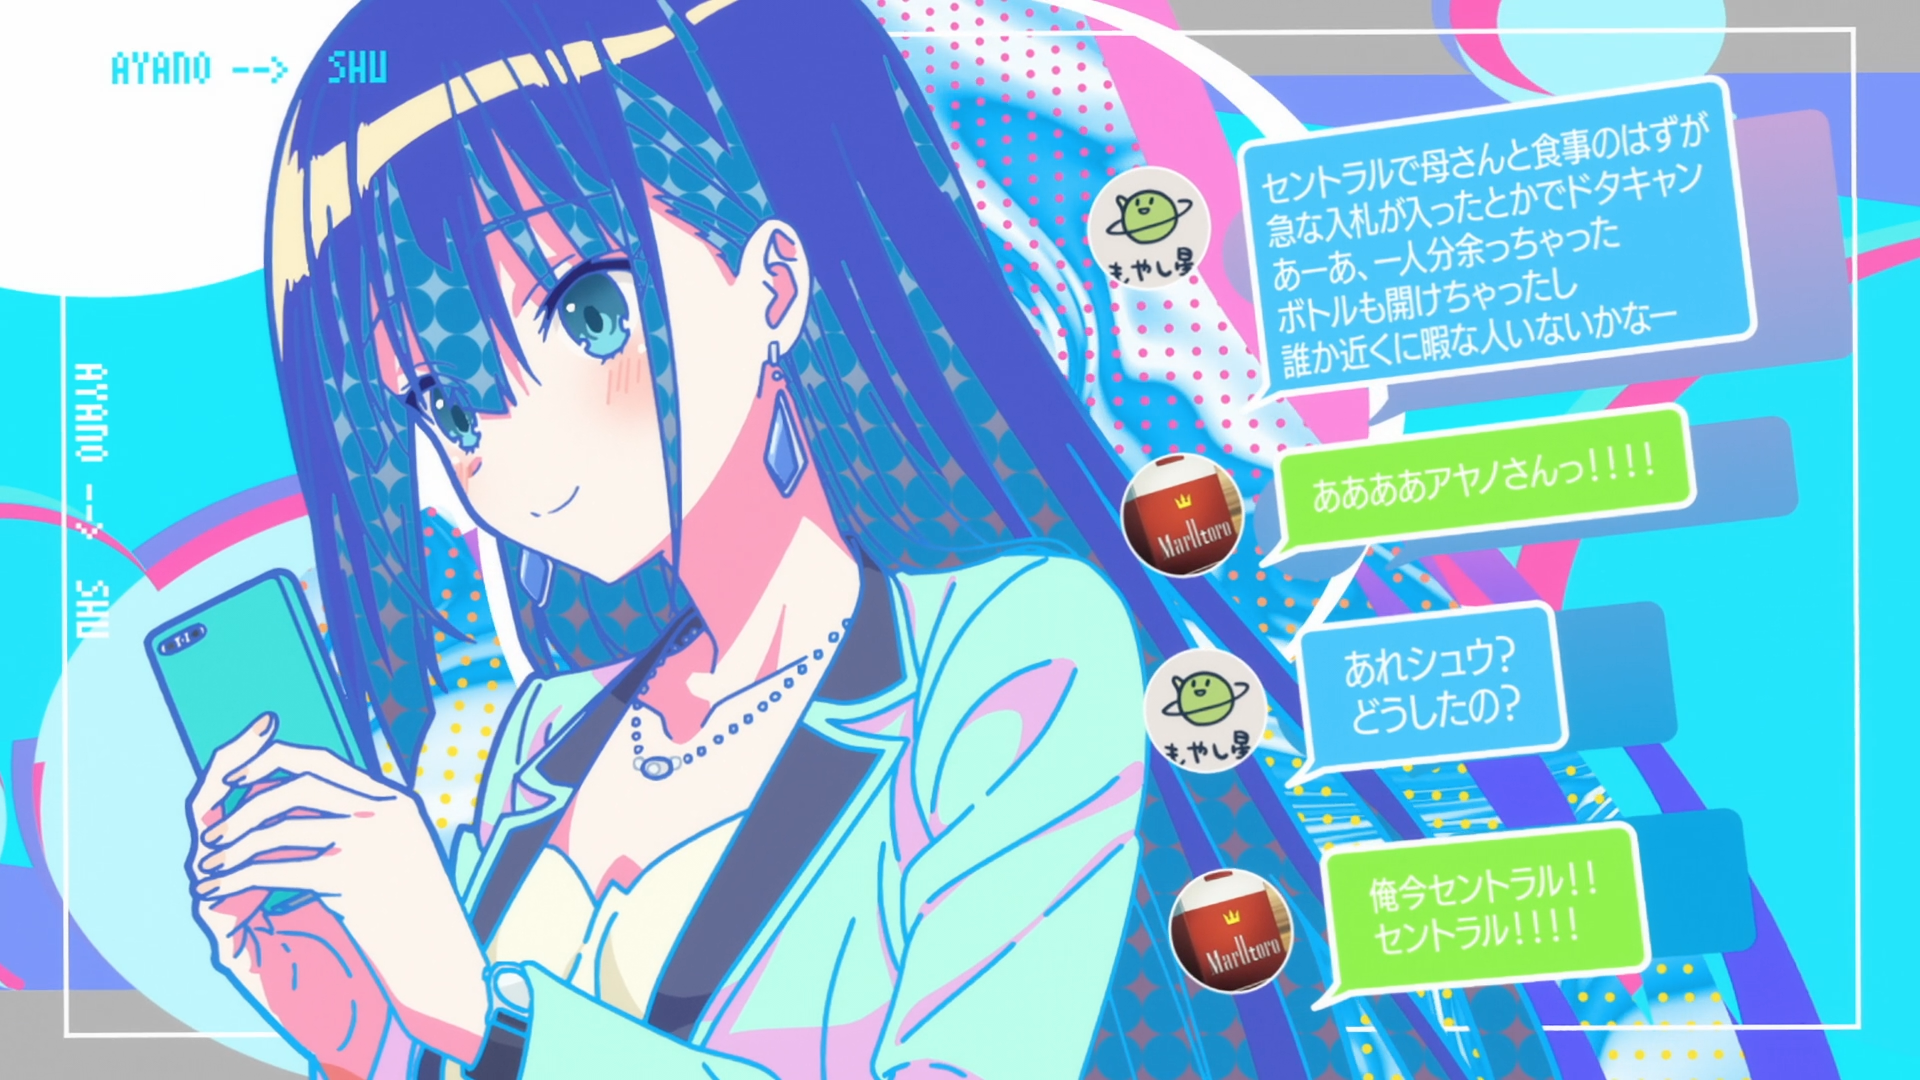 AYANO --> SHU
AYANO --> SHU
セントラルで母さんと食事のはずが
急な入札が入ったとかでドタキャン
あーあ、一人分余っちゃった
ボトルも開けちゃったし
誰か近くに暇な人いないかなー
もやし星
ああああアヤノさんっ!!!!
Marlltoro
あれシュウ?
どうしたの?
もやし星
俺今セントラル!!
セントラル!!!!
Marlltoro